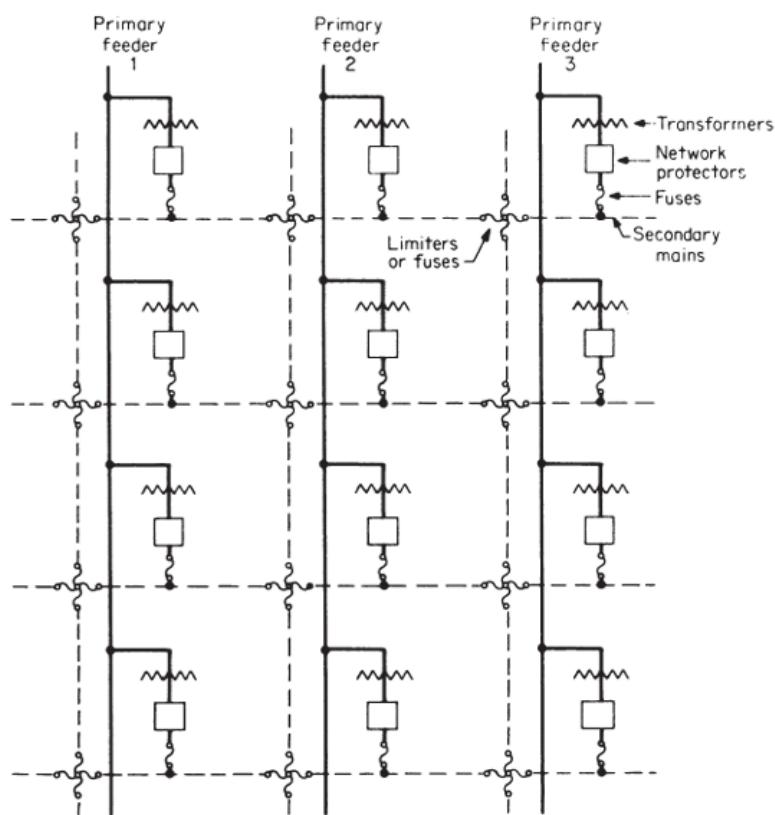 Primary
feeder
1
Primary
feeder
2
Primary
feeder
3
Transformers
Network
protectors
Fuses
Limiters
or fuses
Secondary
mains